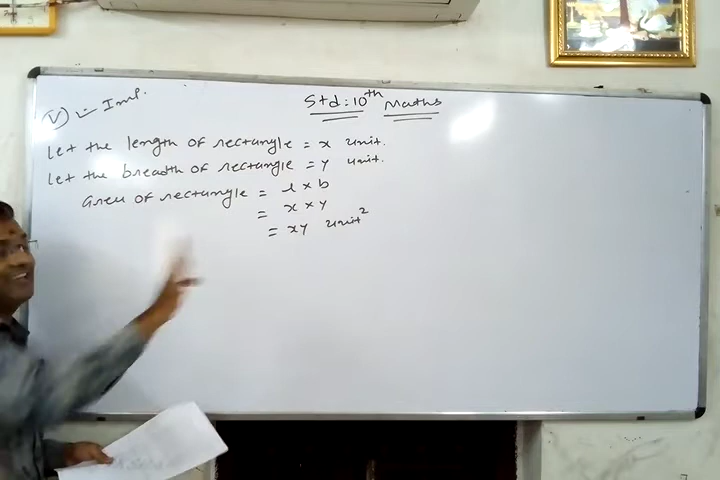 Std: 10th Maths
(V) Imp.
Let the length of rectangle = x unit.
Let the breadth of rectangle = y unit.
Area of rectangle = l × b
= x × y
= xy unit²